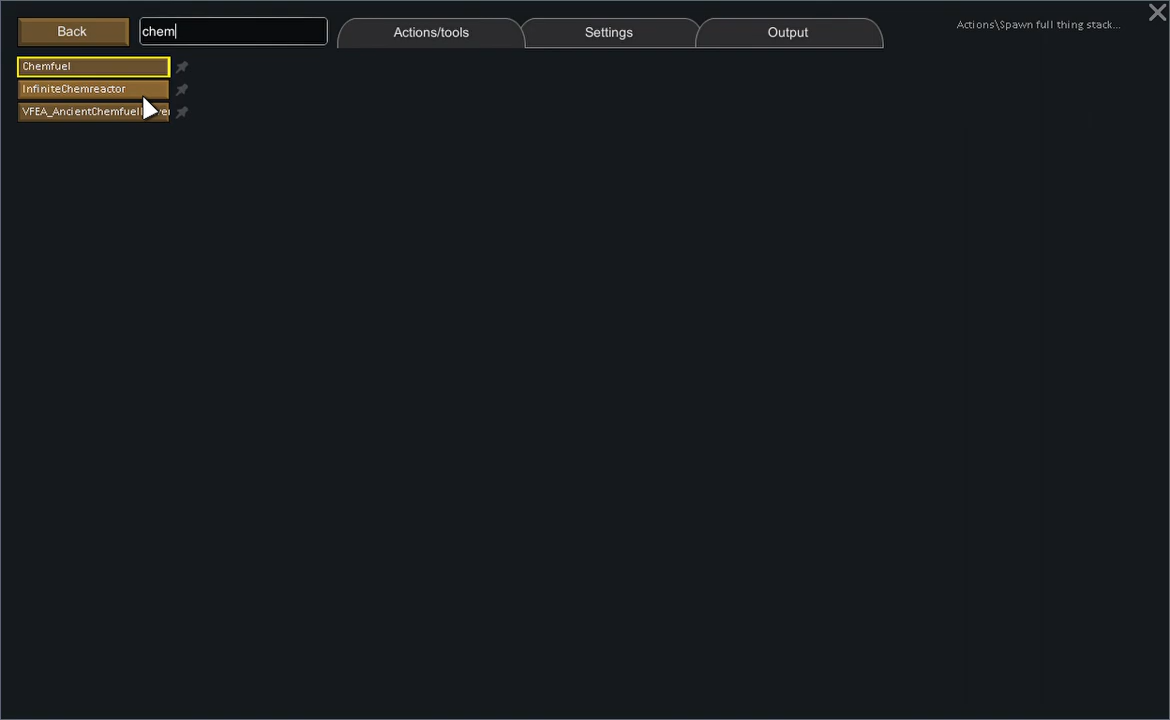 Back
chem
Actions/tools
Settings
Output
Actions\Spawn full thing stack...
Chemfuel
InfiniteChemreactor